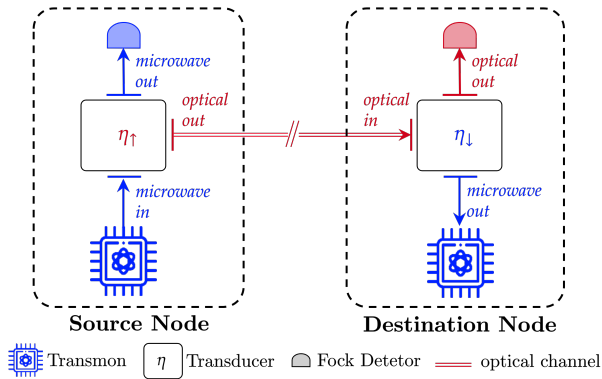 microwave
out
optical
out
optical
in
optical
out
η↑
η↓
microwave
in
microwave
out
Source Node
Destination Node
Transmon
η
Transducer
Fock Detetor
optical channel